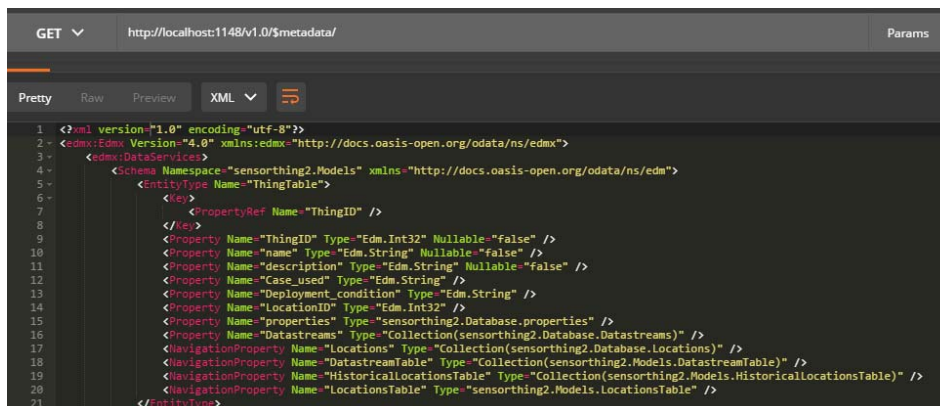 GET http://localhost:1148/v1.0/$metadata/ Params
Pretty Raw Preview XML
1 <?xml version="1.0" encoding="utf-8"?>
2 <edmx:Edmx Version="4.0" xmlns:edmx="http://docs.oasis-open.org/odata/ns/edmx">
3 <edmx:DataServices>
4 <Schema Namespace="sensorthing2.Models" xmlns="http://docs.oasis-open.org/odata/ns/edm">
5 <EntityType Name="ThingTable">
6 <Key>
7 <PropertyRef Name="ThingID" />
8 </Key>
9 <Property Name="ThingID" Type="Edm.Int32" Nullable="false" />
10 <Property Name="name" Type="Edm.String" Nullable="false" />
11 <Property Name="description" Type="Edm.String" Nullable="false" />
12 <Property Name="Case_used" Type="Edm.String" />
13 <Property Name="Deployment_condition" Type="Edm.String" />
14 <Property Name="LocationID" Type="Edm.Int32" />
15 <Property Name="properties" Type="sensorthing2.Database.properties" />
16 <Property Name="Datastreams" Type="Collection(sensorthing2.Database.Datastreams)" />
17 <NavigationProperty Name="Locations" Type="Collection(sensorthing2.Database.Locations)" />
18 <NavigationProperty Name="DatastreamTable" Type="Collection(sensorthing2.Models.DatastreamTable)" />
19 <NavigationProperty Name="HistoricalLocationsTable" Type="Collection(sensorthing2.Models.HistoricalLocationsTable)" />
20 <NavigationProperty Name="LocationsTable" Type="sensorthing2.Models.LocationsTable" />
21 </EntityType>